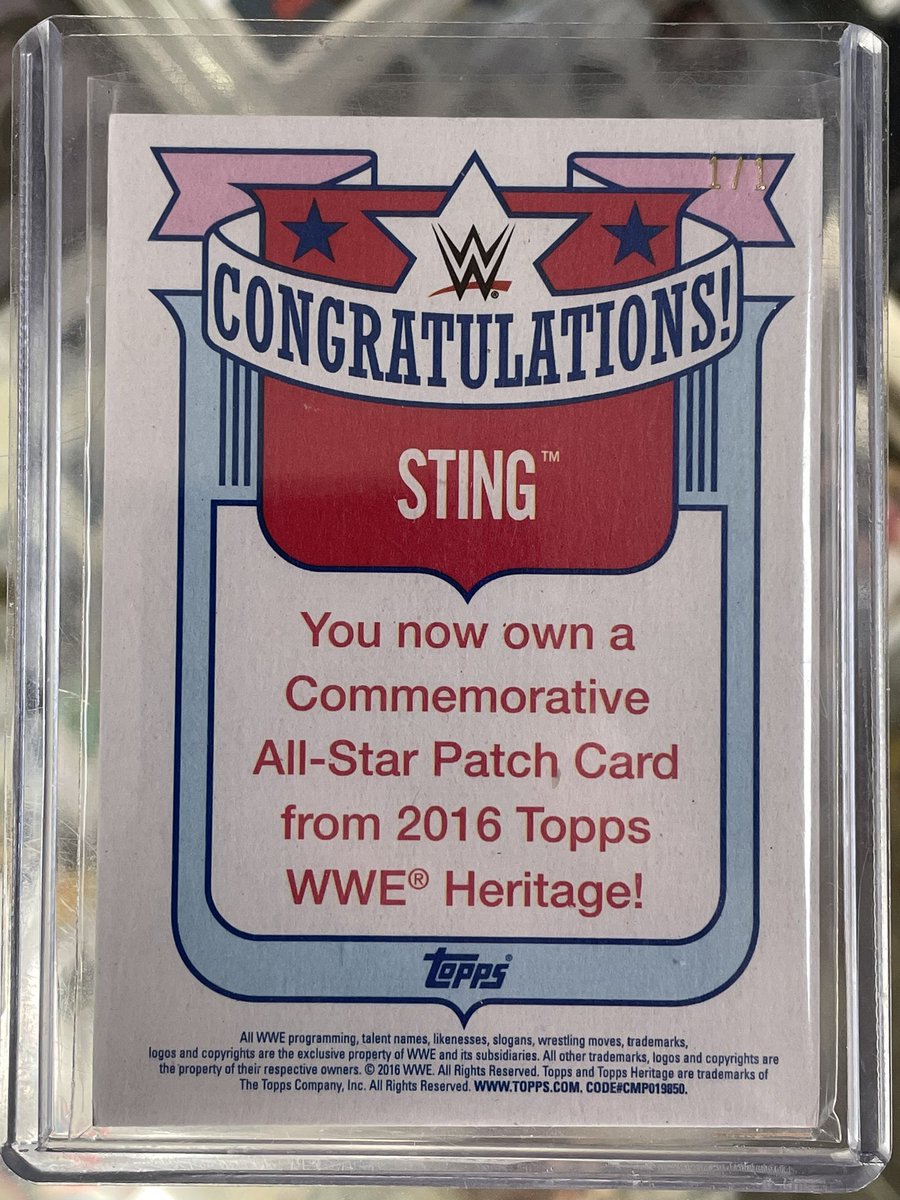 1/1
W
CONGRATULATIONS!
STING™
You now own a
Commemorative
All-Star Patch Card
from 2016 Topps
WWE® Heritage!
topps®
All WWE programming, talent names, likenesses, slogans, wrestling moves, trademarks,
logos and copyrights are the exclusive property of WWE and its subsidiaries. All other trademarks, logos and copyrights are
the property of their respective owners. © 2016 WWE. All Rights Reserved. Topps and Topps Heritage are trademarks of
The Topps Company, Inc. All Rights Reserved. WWW.TOPPS.COM. CODE#CMP019850.